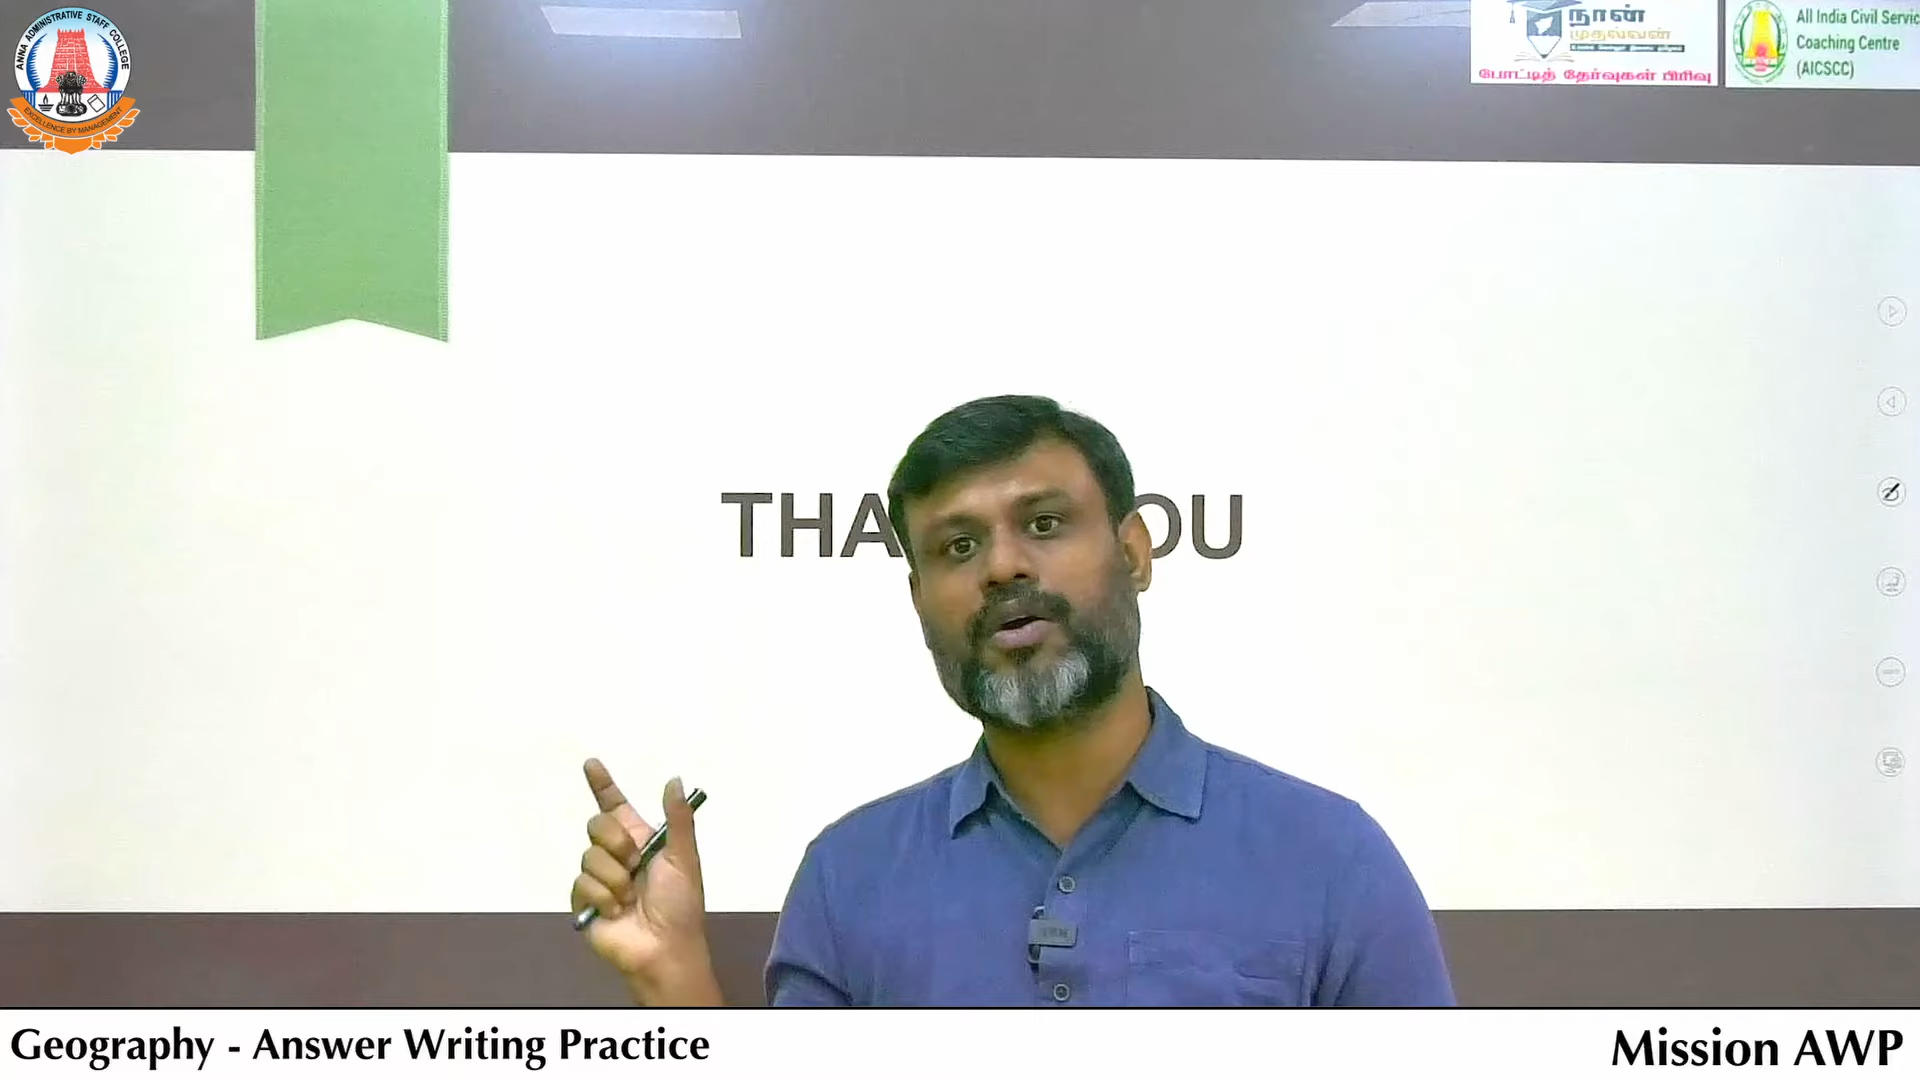 ANNA ADMINISTRATIVE STAFF COLLEGE
EXCELLENCE BY MANAGEMENT
நான்
முதல்வன்
போட்டித் தேர்வுகள் பிரிவு
All India Civil Servic
Coaching Centre
(AICSCC)
THA OU
Geography - Answer Writing Practice
Mission AWP